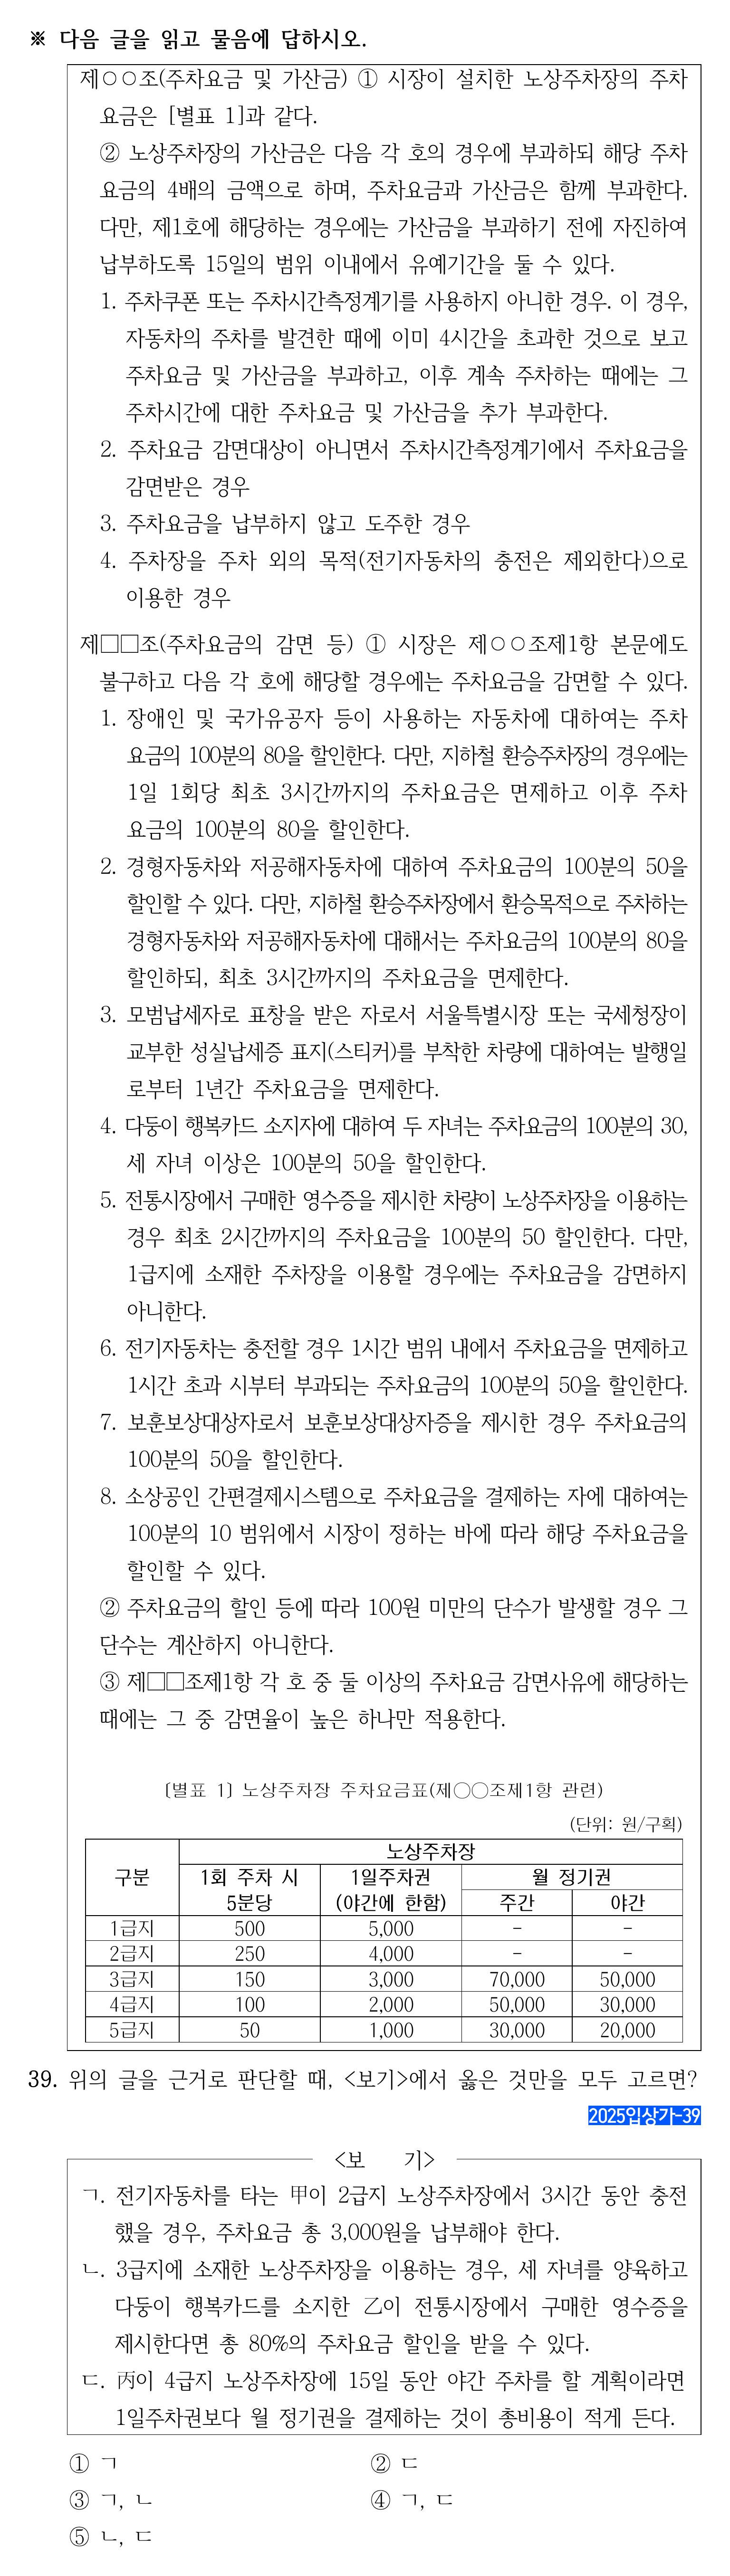 ※ 다음 글을 읽고 물음에 답하시오.
제○○조(주차요금 및 가산금) ① 시장이 설치한 노상주차장의 주차
요금은 [별표 1]과 같다.
② 노상주차장의 가산금은 다음 각 호의 경우에 부과하되 해당 주차
요금의 4배의 금액으로 하며, 주차요금과 가산금은 함께 부과한다.
다만, 제1호에 해당하는 경우에는 가산금을 부과하기 전에 자진하여
납부하도록 15일의 범위 이내에서 유예기간을 둘 수 있다.
1. 주차쿠폰 또는 주차시간측정계기를 사용하지 아니한 경우. 이 경우,
자동차의 주차를 발견한 때에 이미 4시간을 초과한 것으로 보고
주차요금 및 가산금을 부과하고, 이후 계속 주차하는 때에는 그
주차시간에 대한 주차요금 및 가산금을 추가 부과한다.
2. 주차요금 감면대상이 아니면서 주차시간측정계기에서 주차요금을
감면받은 경우
3. 주차요금을 납부하지 않고 도주한 경우
4. 주차장을 주차 외의 목적(전기자동차의 충전은 제외한다)으로
이용한 경우
제□□조(주차요금의 감면 등) ① 시장은 제○○조제1항 본문에도
불구하고 다음 각 호에 해당할 경우에는 주차요금을 감면할 수 있다.
1. 장애인 및 국가유공자 등이 사용하는 자동차에 대하여는 주차
요금의 100분의 80을 할인한다. 다만, 지하철 환승주차장의 경우에는
1일 1회당 최초 3시간까지의 주차요금은 면제하고 이후 주차
요금의 100분의 80을 할인한다.
2. 경형자동차와 저공해자동차에 대하여 주차요금의 100분의 50을
할인할 수 있다. 다만, 지하철 환승주차장에서 환승목적으로 주차하는
경형자동차와 저공해자동차에 대해서는 주차요금의 100분의 80을
할인하되, 최초 3시간까지의 주차요금을 면제한다.
3. 모범납세자로 표창을 받은 자로서 서울특별시장 또는 국세청장이
교부한 성실납세증 표지(스티커)를 부착한 차량에 대하여는 발행일
로부터 1년간 주차요금을 면제한다.
4. 다둥이 행복카드 소지자에 대하여 두 자녀는 주차요금의 100분의 30,
세 자녀 이상은 100분의 50을 할인한다.
5. 전통시장에서 구매한 영수증을 제시한 차량이 노상주차장을 이용하는
경우 최초 2시간까지의 주차요금을 100분의 50 할인한다. 다만,
1급지에 소재한 주차장을 이용할 경우에는 주차요금을 감면하지
아니한다.
6. 전기자동차는 충전할 경우 1시간 범위 내에서 주차요금을 면제하고
1시간 초과 시부터 부과되는 주차요금의 100분의 50을 할인한다.
7. 보훈보상대상자로서 보훈보상대상자증을 제시한 경우 주차요금의
100분의 50을 할인한다.
8. 소상공인 간편결제시스템으로 주차요금을 결제하는 자에 대하여는
100분의 10 범위에서 시장이 정하는 바에 따라 해당 주차요금을
할인할 수 있다.
② 주차요금의 할인 등에 따라 100원 미만의 단수가 발생할 경우 그
단수는 계산하지 아니한다.
③ 제□□조제1항 각 호 중 둘 이상의 주차요금 감면사유에 해당하는
때에는 그 중 감면율이 높은 하나만 적용한다.
[별표 1] 노상주차장 주차요금표(제○○조제1항 관련)
(단위: 원/구획)
구분 노상주차장
1회 주차 시 5분당 1일주차권 (야간에 한함) 월 정기권
주간 야간
1급지 500 5,000 - -
2급지 250 4,000 - -
3급지 150 3,000 70,000 50,000
4급지 100 2,000 50,000 30,000
5급지 50 1,000 30,000 20,000
39. 위의 글을 근거로 판단할 때, <보기>에서 옳은 것만을 모두 고르면?
2025입상가-39
<보 기>
ㄱ. 전기자동차를 타는 甲이 2급지 노상주차장에서 3시간 동안 충전
했을 경우, 주차요금 총 3,000원을 납부해야 한다.
ㄴ. 3급지에 소재한 노상주차장을 이용하는 경우, 세 자녀를 양육하고
다둥이 행복카드를 소지한 乙이 전통시장에서 구매한 영수증을
제시한다면 총 80%의 주차요금 할인을 받을 수 있다.
ㄷ. 丙이 4급지 노상주차장에 15일 동안 야간 주차를 할 계획이라면
1일주차권보다 월 정기권을 결제하는 것이 총비용이 적게 든다.
① ㄱ ② ㄷ
③ ㄱ, ㄴ ④ ㄱ, ㄷ
⑤ ㄴ, ㄷ